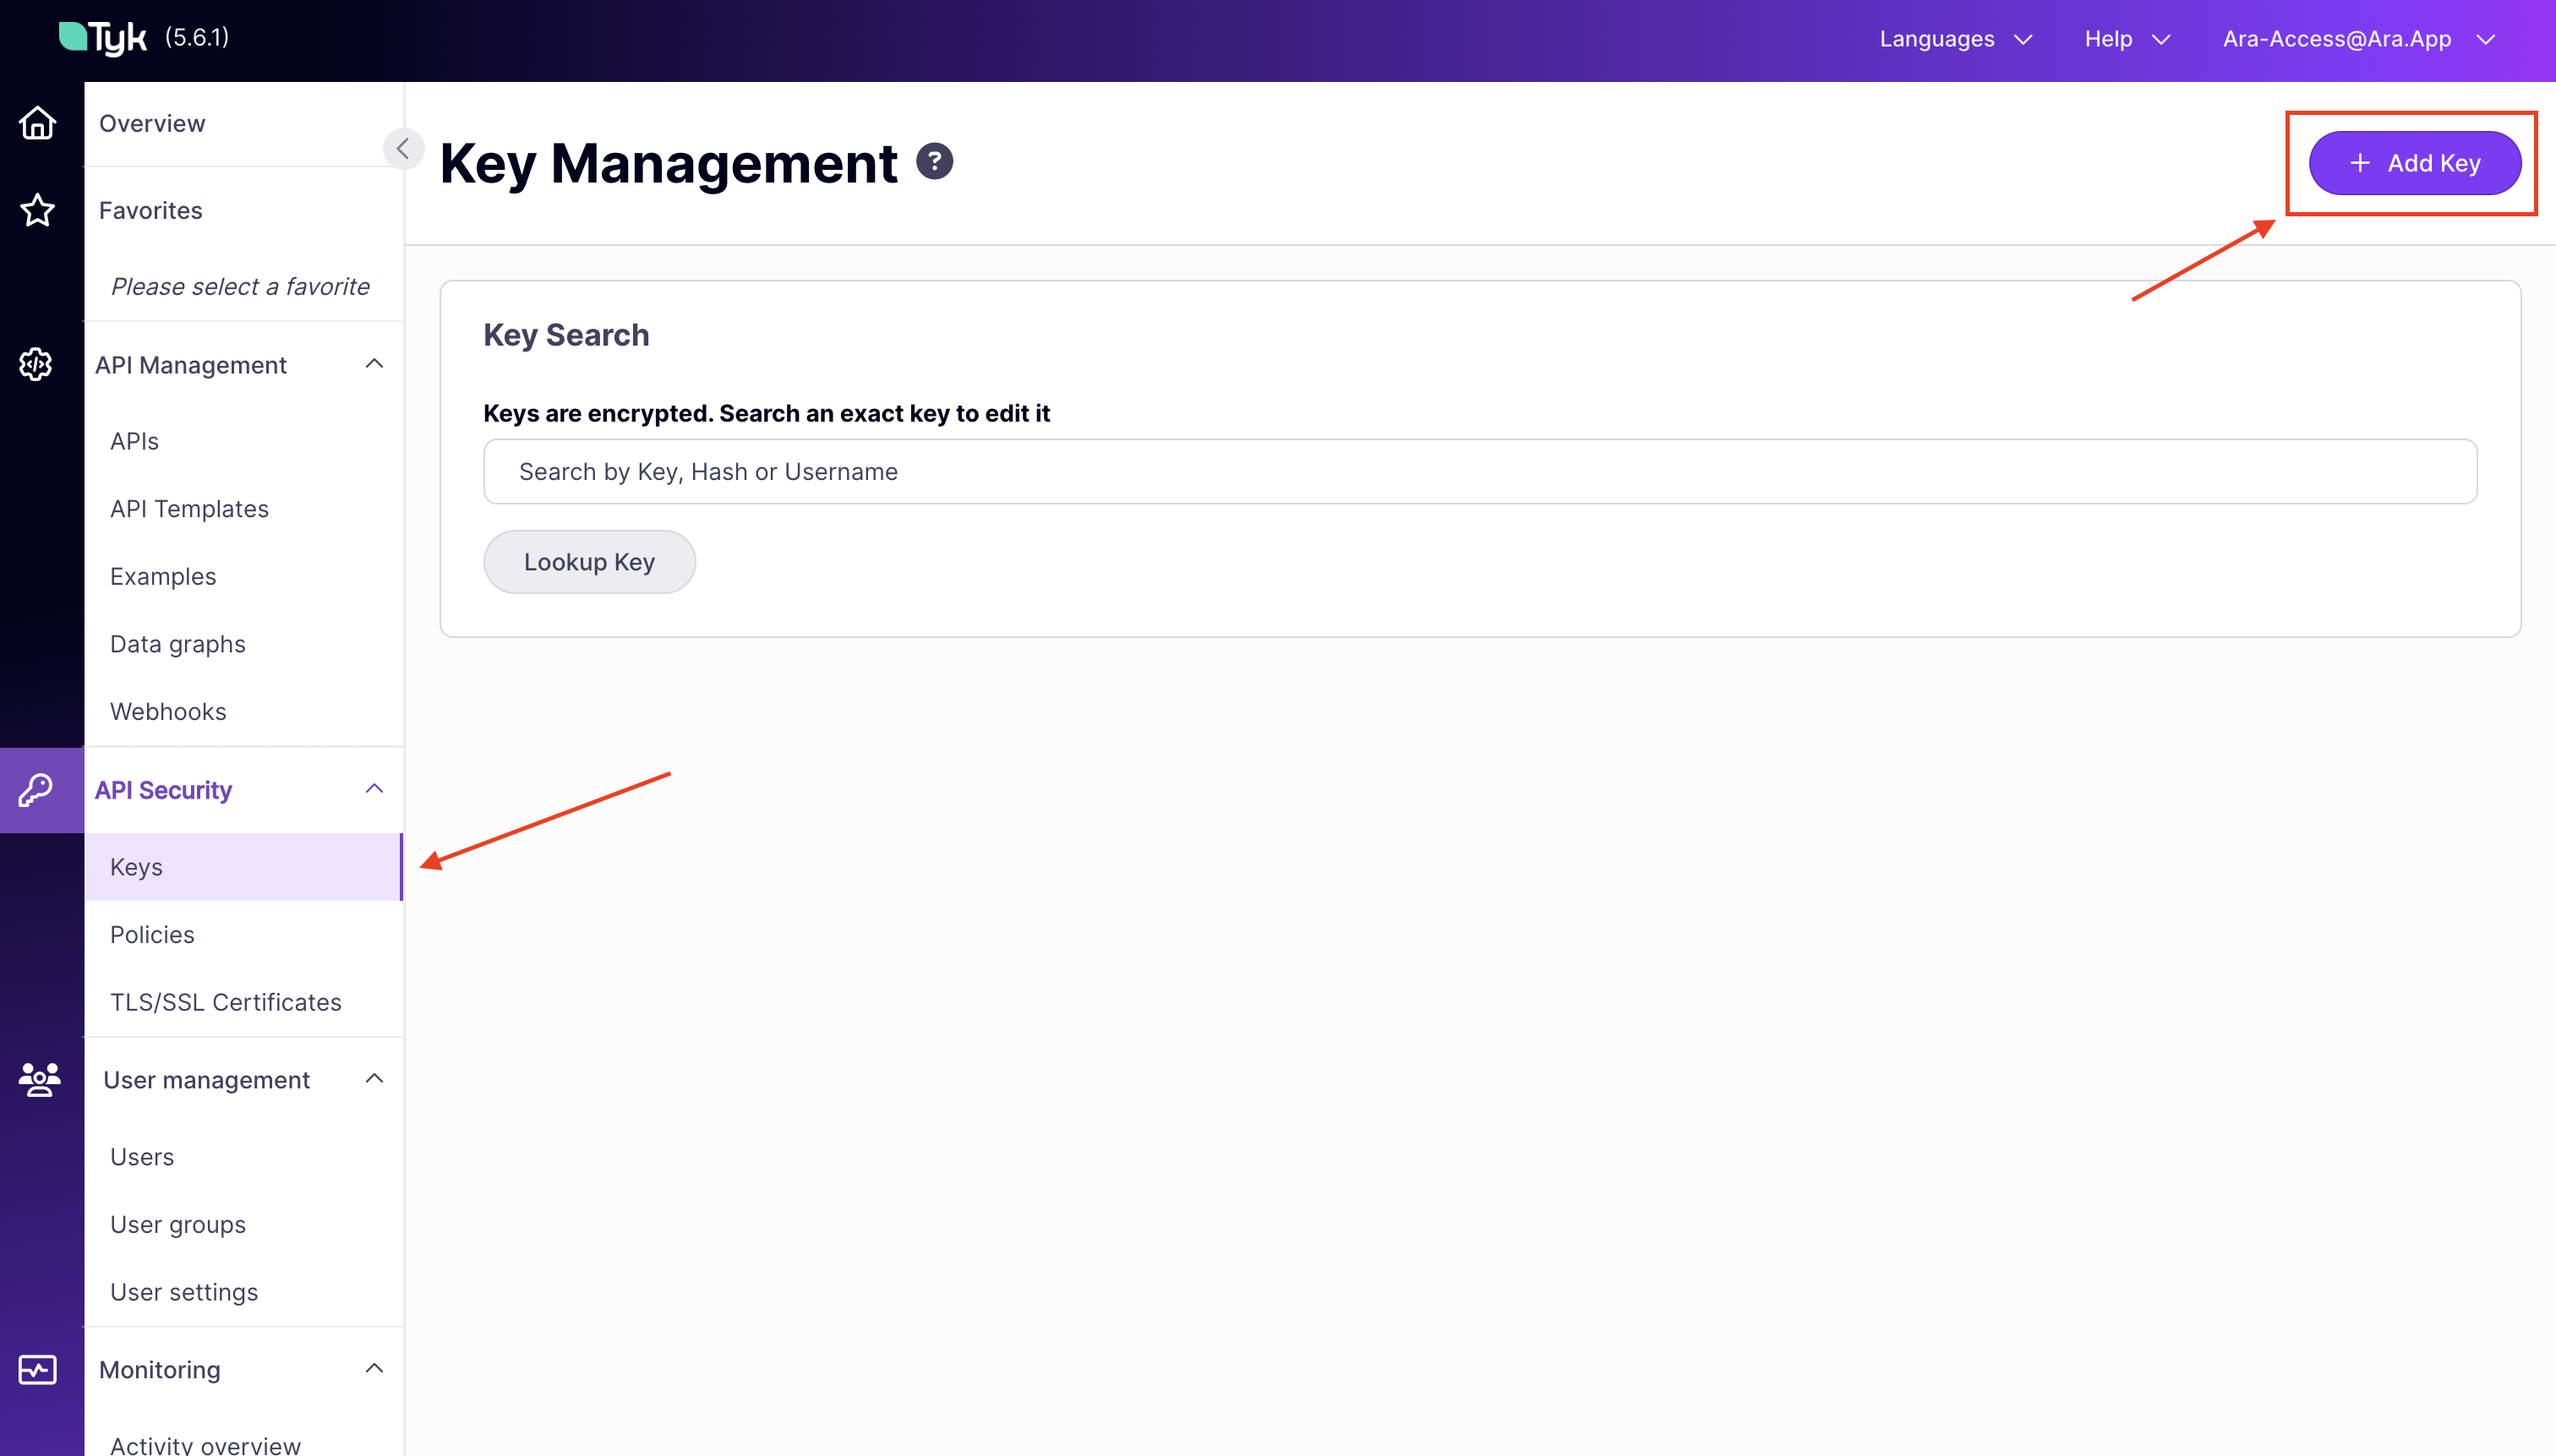 Tyk (5.6.1)
Languages
Help
Ara-Access@Ara.App
Overview
Favorites
Please select a favorite
API Management
APIs
API Templates
Examples
Data graphs
Webhooks
API Security
Keys
Policies
TLS/SSL Certificates
User management
Users
User groups
User settings
Monitoring
Activity overview
Key Management ?
+ Add Key
Key Search
Keys are encrypted. Search an exact key to edit it
Search by Key, Hash or Username
Lookup Key